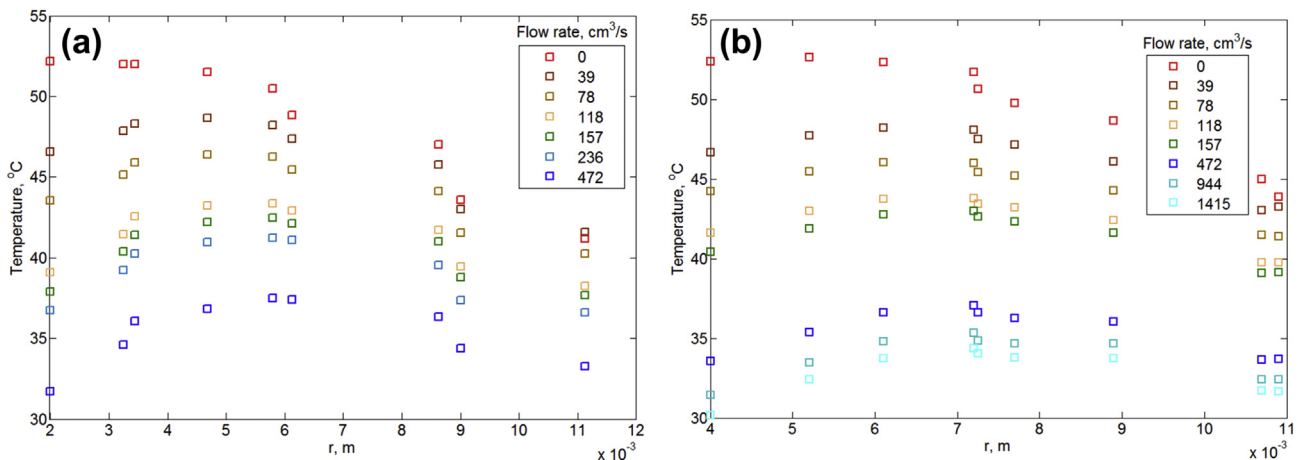 (a)
Flow rate, cm³/s
0
39
78
118
157
236
472
55
50
45
40
35
30
Temperature, °C
2 3 4 5 6 7 8 9 10 11 12
r, m
x 10⁻³
(b)
Flow rate, cm³/s
0
39
78
118
157
472
944
1415
55
50
45
40
35
30
Temperature, °C
4 5 6 7 8 9 10 11
r, m
x 10⁻³